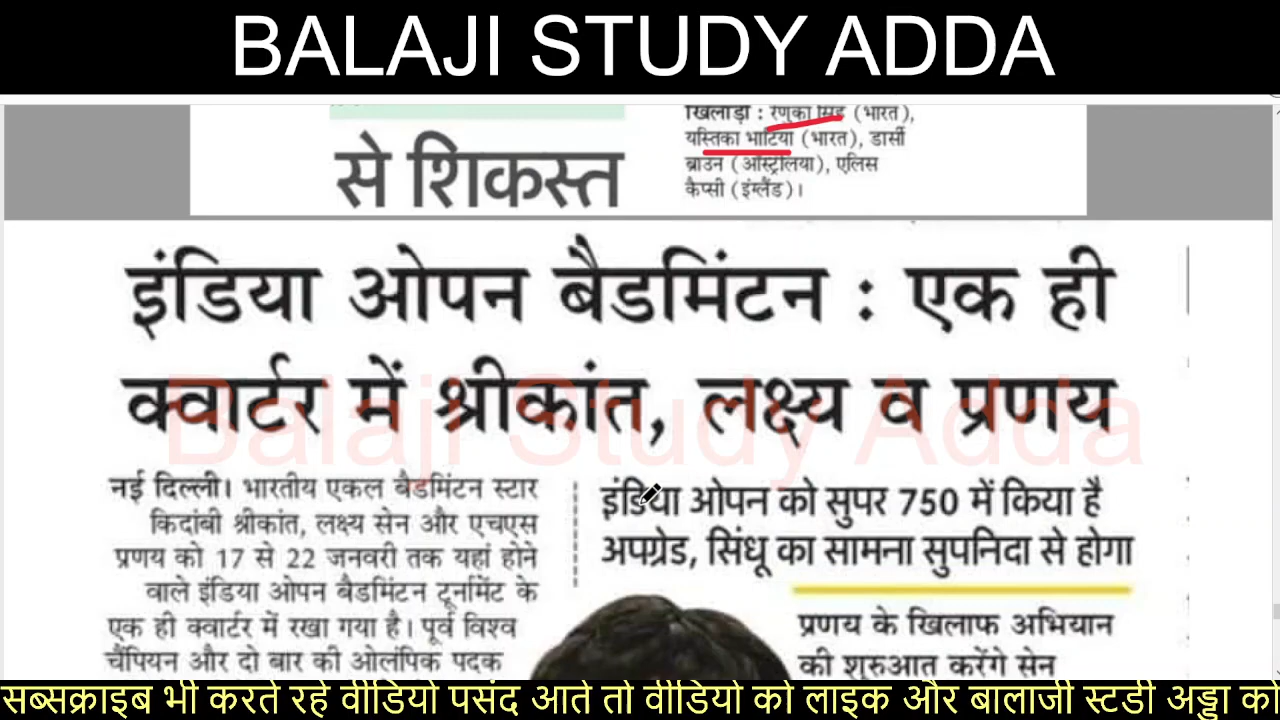 BALAJI STUDY ADDA
खिलाड़ी : रेणुका सिंह (भारत),
यस्तिका भाटिया (भारत), डार्सी
ब्राउन (ऑस्ट्रेलिया), एलिस
कैप्सी (इंग्लैंड)।
से शिकस्त
इंडिया ओपन बैडमिंटन : एक ही
क्वार्टर में श्रीकांत, लक्ष्य व प्रणय
Balaji Study Adda
नई दिल्ली। भारतीय एकल बैडमिंटन स्टार
किदांबी श्रीकांत, लक्ष्य सेन और एचएस
प्रणय को 17 से 22 जनवरी तक यहां होने
वाले इंडिया ओपन बैडमिंटन टूर्नामेंट के
एक ही क्वार्टर में रखा गया है। पूर्व विश्व
चैंपियन और दो बार की ओलंपिक पदक
इंडिया ओपन को सुपर 750 में किया है
अपग्रेड, सिंधू का सामना सुपनिदा से होगा
प्रणय के खिलाफ अभियान
की शुरुआत करेंगे सेन
सब्सक्राइब भी करते रहे वीडियो पसंद आते तो वीडियो को लाइक और बालाजी स्टडी अड्डा को